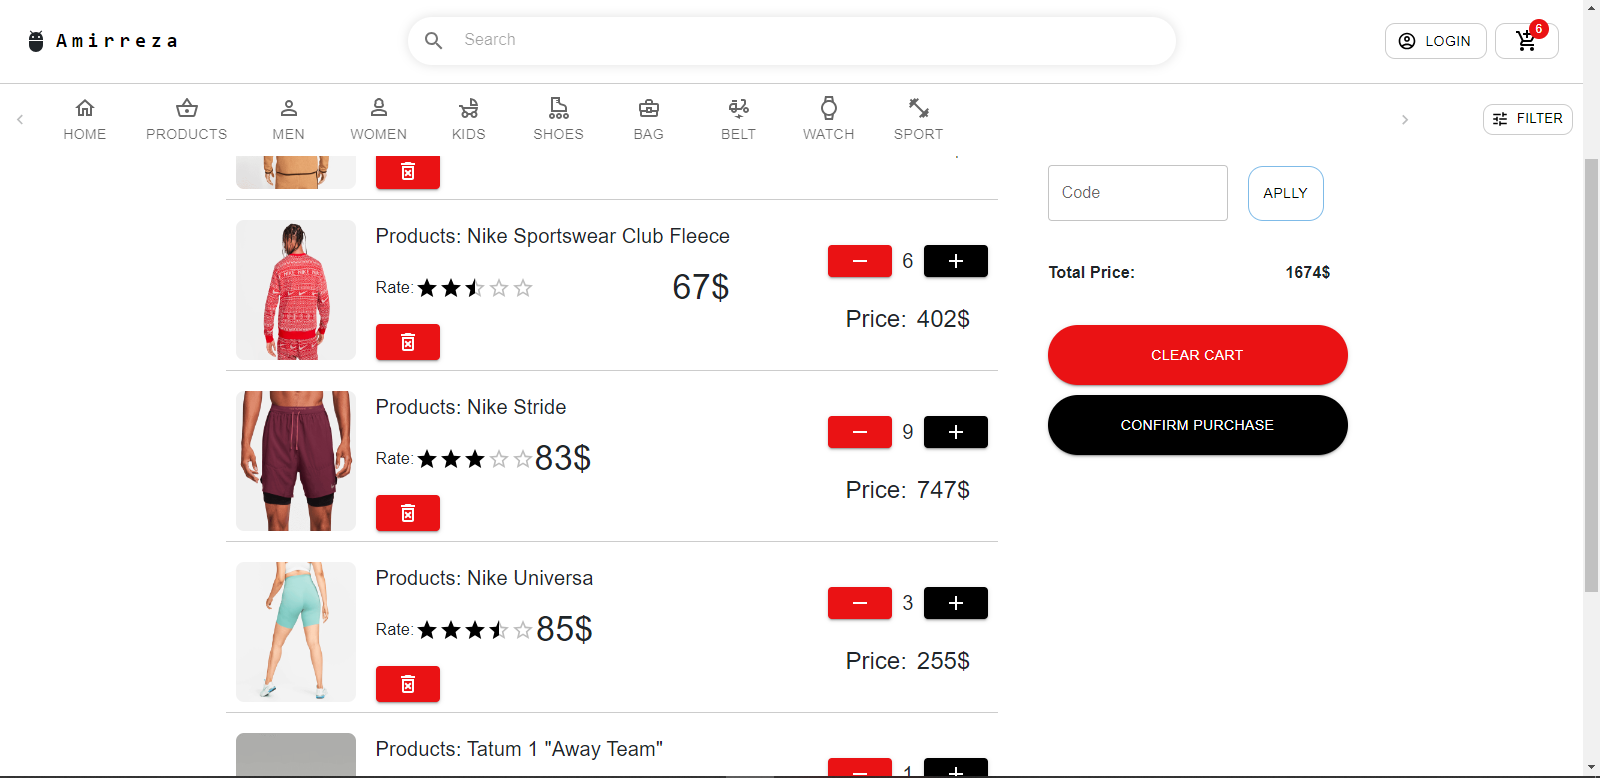 Amirreza
Search
LOGIN
6
HOME
PRODUCTS
MEN
WOMEN
KIDS
SHOES
BAG
BELT
WATCH
SPORT
FILTER
Code
APLLY
Products: Nike Sportswear Club Fleece
6
Rate:
67$
Price: 402$
Total Price: 1674$
CLEAR CART
CONFIRM PURCHASE
Products: Nike Stride
9
Rate:
83$
Price: 747$
Products: Nike Universa
3
Rate:
85$
Price: 255$
Products: Tatum 1 "Away Team"
1